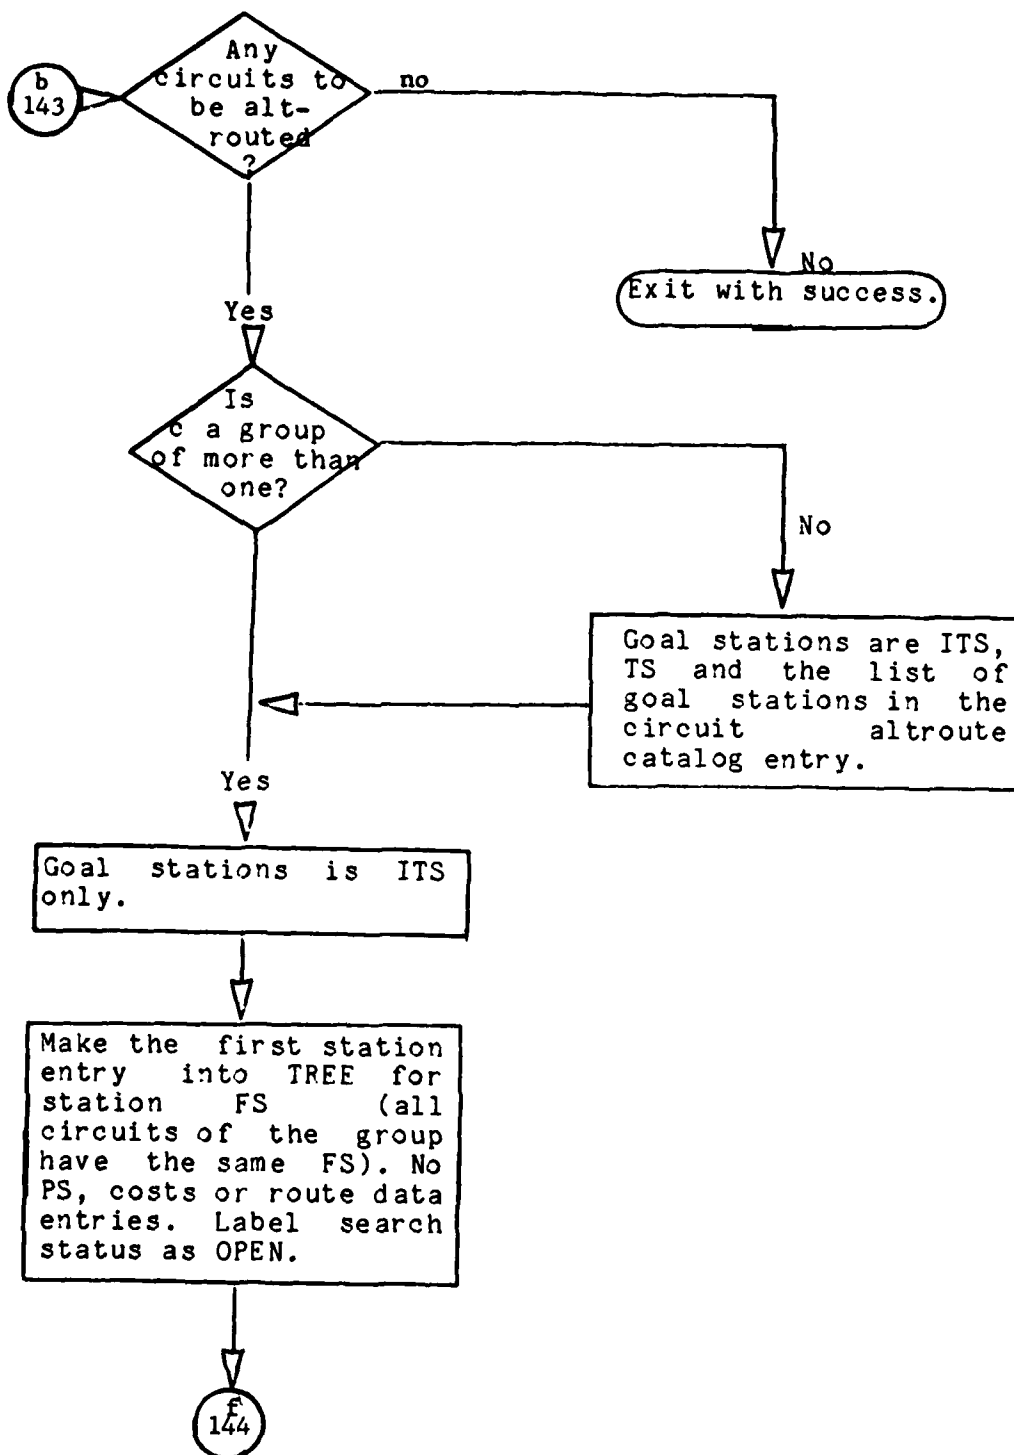 b
143
Any
circuits to
be alt-
routed
?
no
No
Exit with success.
Yes
Is
c a group
of more than
one?
No
Goal stations are ITS,
TS and the list of
goal stations in the
circuit altroute
catalog entry.
Yes
Goal stations is ITS
only.
Make the first station
entry into TREE for
station FS (all
circuits of the group
have the same FS). No
PS, costs or route data
entries. Label search
status as OPEN.
f
144